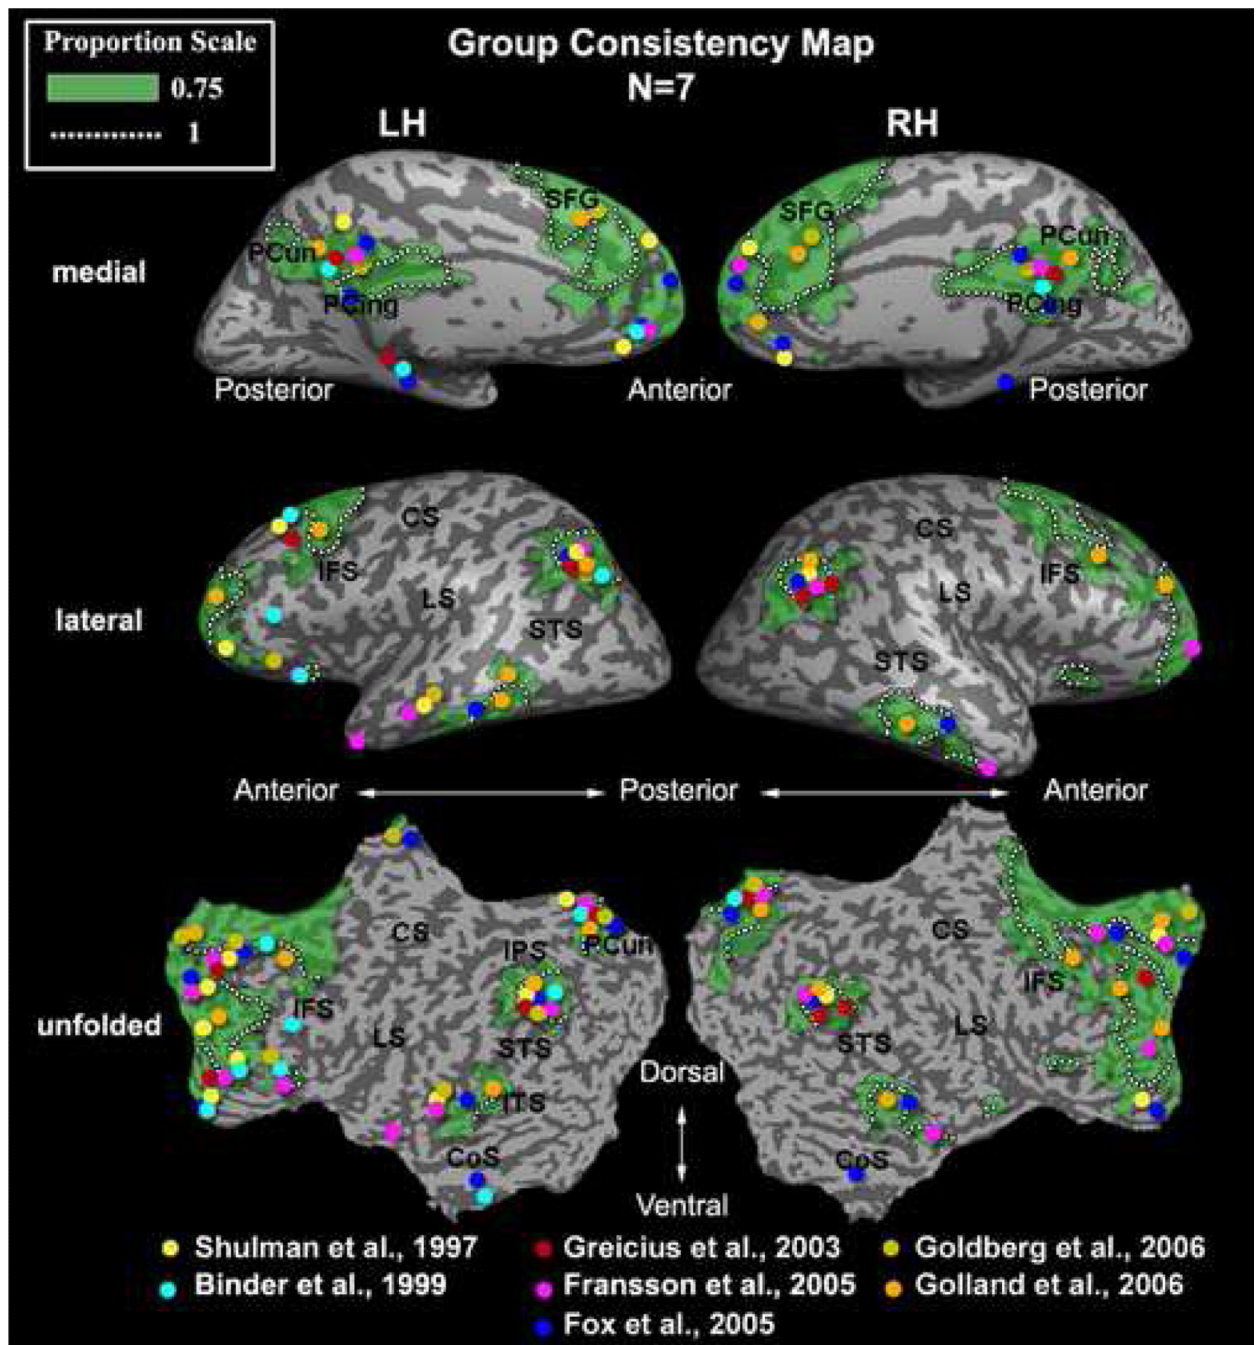 Proportion Scale
0.75
1
Group Consistency Map
N=7
LH
RH
medial
SFG
PCun
PCing
SFG
PCun
PCing
Posterior
Anterior
Posterior
lateral
CS
IFS
LS
STS
CS
IFS
LS
STS
Anterior
Posterior
Anterior
unfolded
CS
IPS
PCun
IFS
LS
STS
ITS
CoS
CS
IFS
LS
STS
CoS
Dorsal
Ventral
Shulman et al., 1997
Greicius et al., 2003
Goldberg et al., 2006
Binder et al., 1999
Fransson et al., 2005
Golland et al., 2006
Fox et al., 2005